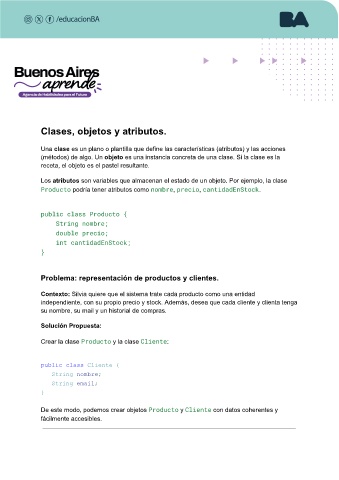 /educacionBA
BA
Buenos Aires
aprende
Agencia de Habilidades para el Futuro
Clases, objetos y atributos.
Una clase es un plano o plantilla que define las características (atributos) y las acciones
(métodos) de algo. Un objeto es una instancia concreta de una clase. Si la clase es la
receta, el objeto es el pastel resultante.
Los atributos son variables que almacenan el estado de un objeto. Por ejemplo, la clase
Producto podría tener atributos como nombre, precio, cantidadEnStock.
public class Producto {
String nombre;
double precio;
int cantidadEnStock;
}
Problema: representación de productos y clientes.
Contexto: Silvia quiere que el sistema trate cada producto como una entidad
independiente, con su propio precio y stock. Además, desea que cada cliente y clienta tenga
su nombre, su mail y un historial de compras.
Solución Propuesta:
Crear la clase Producto y la clase Cliente:
public class Cliente {
String nombre;
String email;
}
De este modo, podemos crear objetos Producto y Cliente con datos coherentes y
fácilmente accesibles.